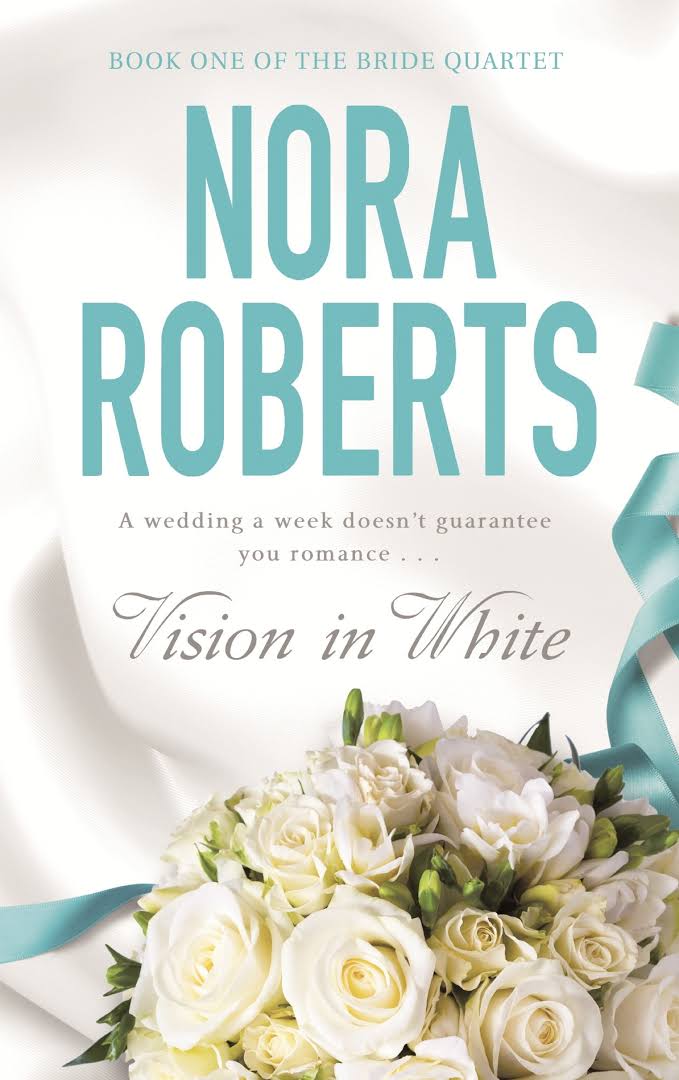 BOOK ONE OF THE BRIDE QUARTET
NORA
ROBERTS
A wedding a week doesn't guarantee
you romance . . .
Vision in White